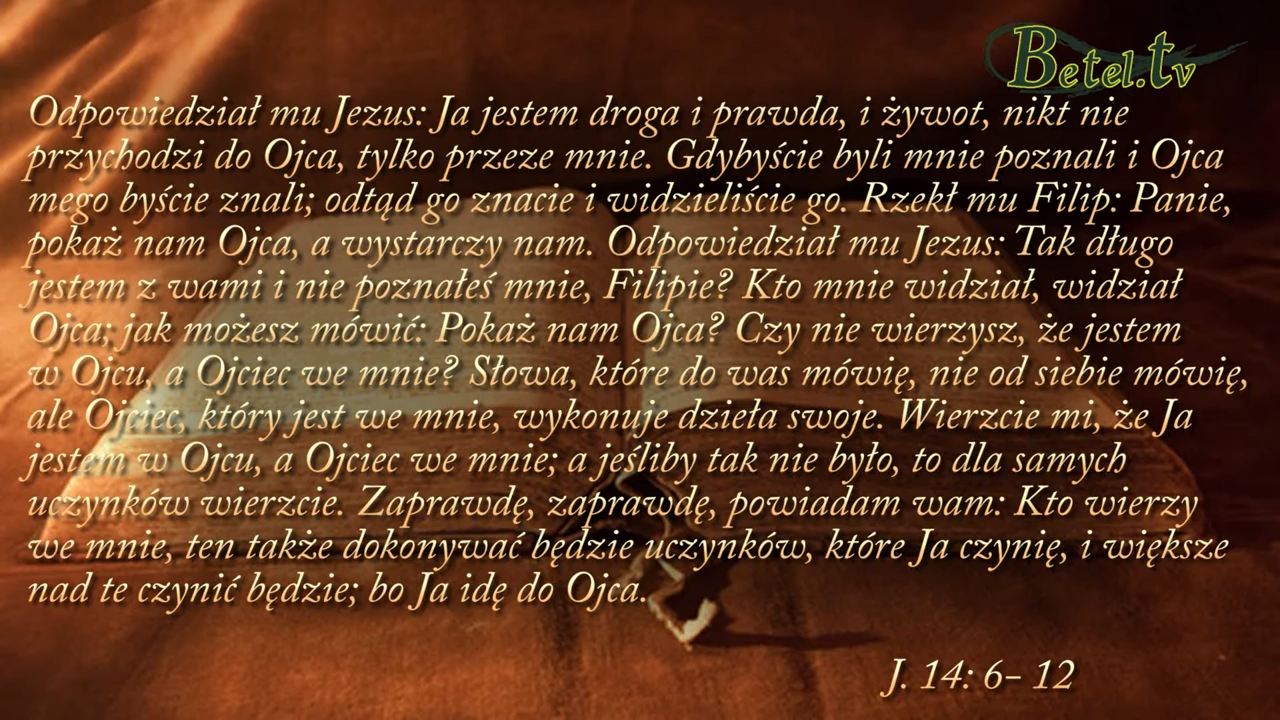 Betel.tv
Odpowiedział mu Jezus: Ja jestem droga i prawda, i żywot, nikt nie
przychodzi do Ojca, tylko przeze mnie. Gdybyście byli mnie poznali i Ojca
mego byście znali; odtąd go znacie i widzieliście go. Rzekł mu Filip: Panie,
pokaż nam Ojca, a wystarczy nam. Odpowiedział mu Jezus: Tak długo
jestem z wami i nie poznałeś mnie, Filipie? Kto mnie widział, widział
Ojca; jak możesz mówić: Pokaż nam Ojca? Czy nie wierzysz, że jestem
w Ojcu, a Ojciec we mnie? Słowa, które do was mówię, nie od siebie mówię,
ale Ojciec, który jest we mnie, wykonuje dzieła swoje. Wierzcie mi, że Ja
jestem w Ojcu, a Ojciec we mnie; a jeśliby tak nie było, to dla samych
uczynków wierzcie. Zaprawdę, zaprawdę, powiadam wam: Kto wierzy
we mnie, ten także dokonywać będzie uczynków, które Ja czynię, i większe
nad te czynić będzie; bo Ja idę do Ojca.
J. 14: 6– 12